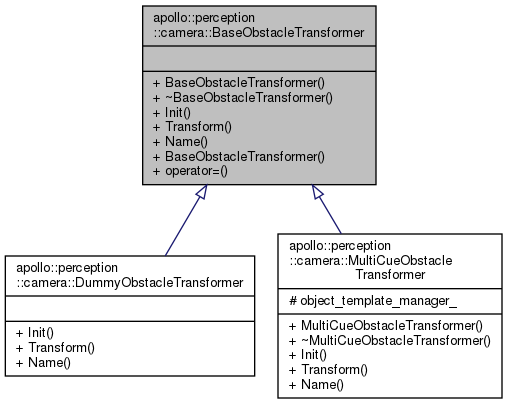 apollo::perception
::camera::BaseObstacleTransformer
+ BaseObstacleTransformer()
+ ~BaseObstacleTransformer()
+ Init()
+ Transform()
+ Name()
+ BaseObstacleTransformer()
+ operator=()
apollo::perception
::camera::DummyObstacleTransformer
+ Init()
+ Transform()
+ Name()
apollo::perception
::camera::MultiCueObstacle
Transformer
# object_template_manager_
+ MultiCueObstacleTransformer()
+ ~MultiCueObstacleTransformer()
+ Init()
+ Transform()
+ Name()